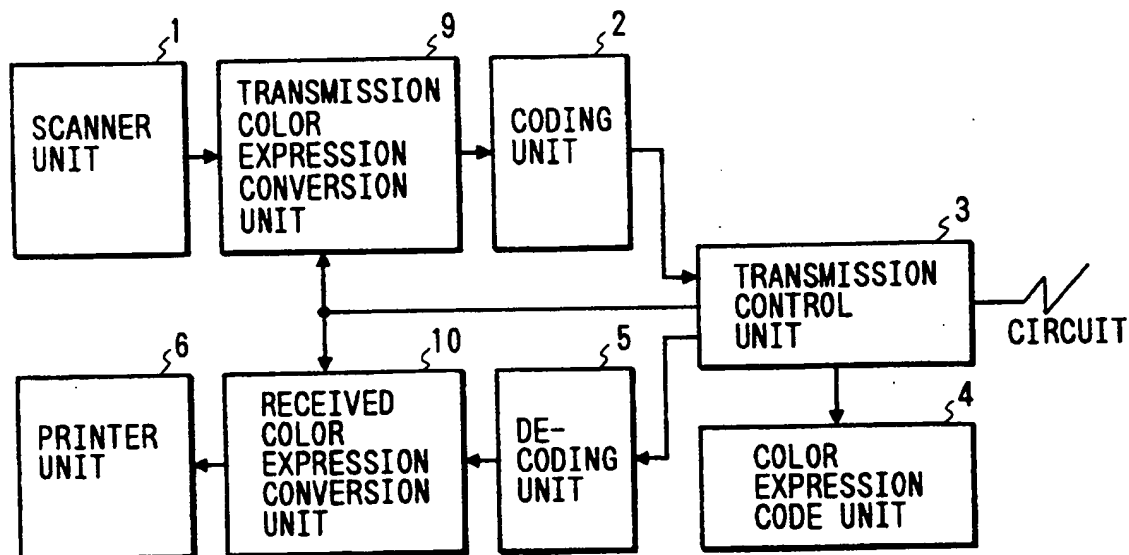 1
SCANNER
UNIT
9
TRANSMISSION
COLOR
EXPRESSION
CONVERSION
UNIT
2
CODING
UNIT
3
TRANSMISSION
CONTROL
UNIT
CIRCUIT
6
PRINTER
UNIT
10
RECEIVED
COLOR
EXPRESSION
CONVERSION
UNIT
5
DE-
CODING
UNIT
4
COLOR
EXPRESSION
CODE UNIT